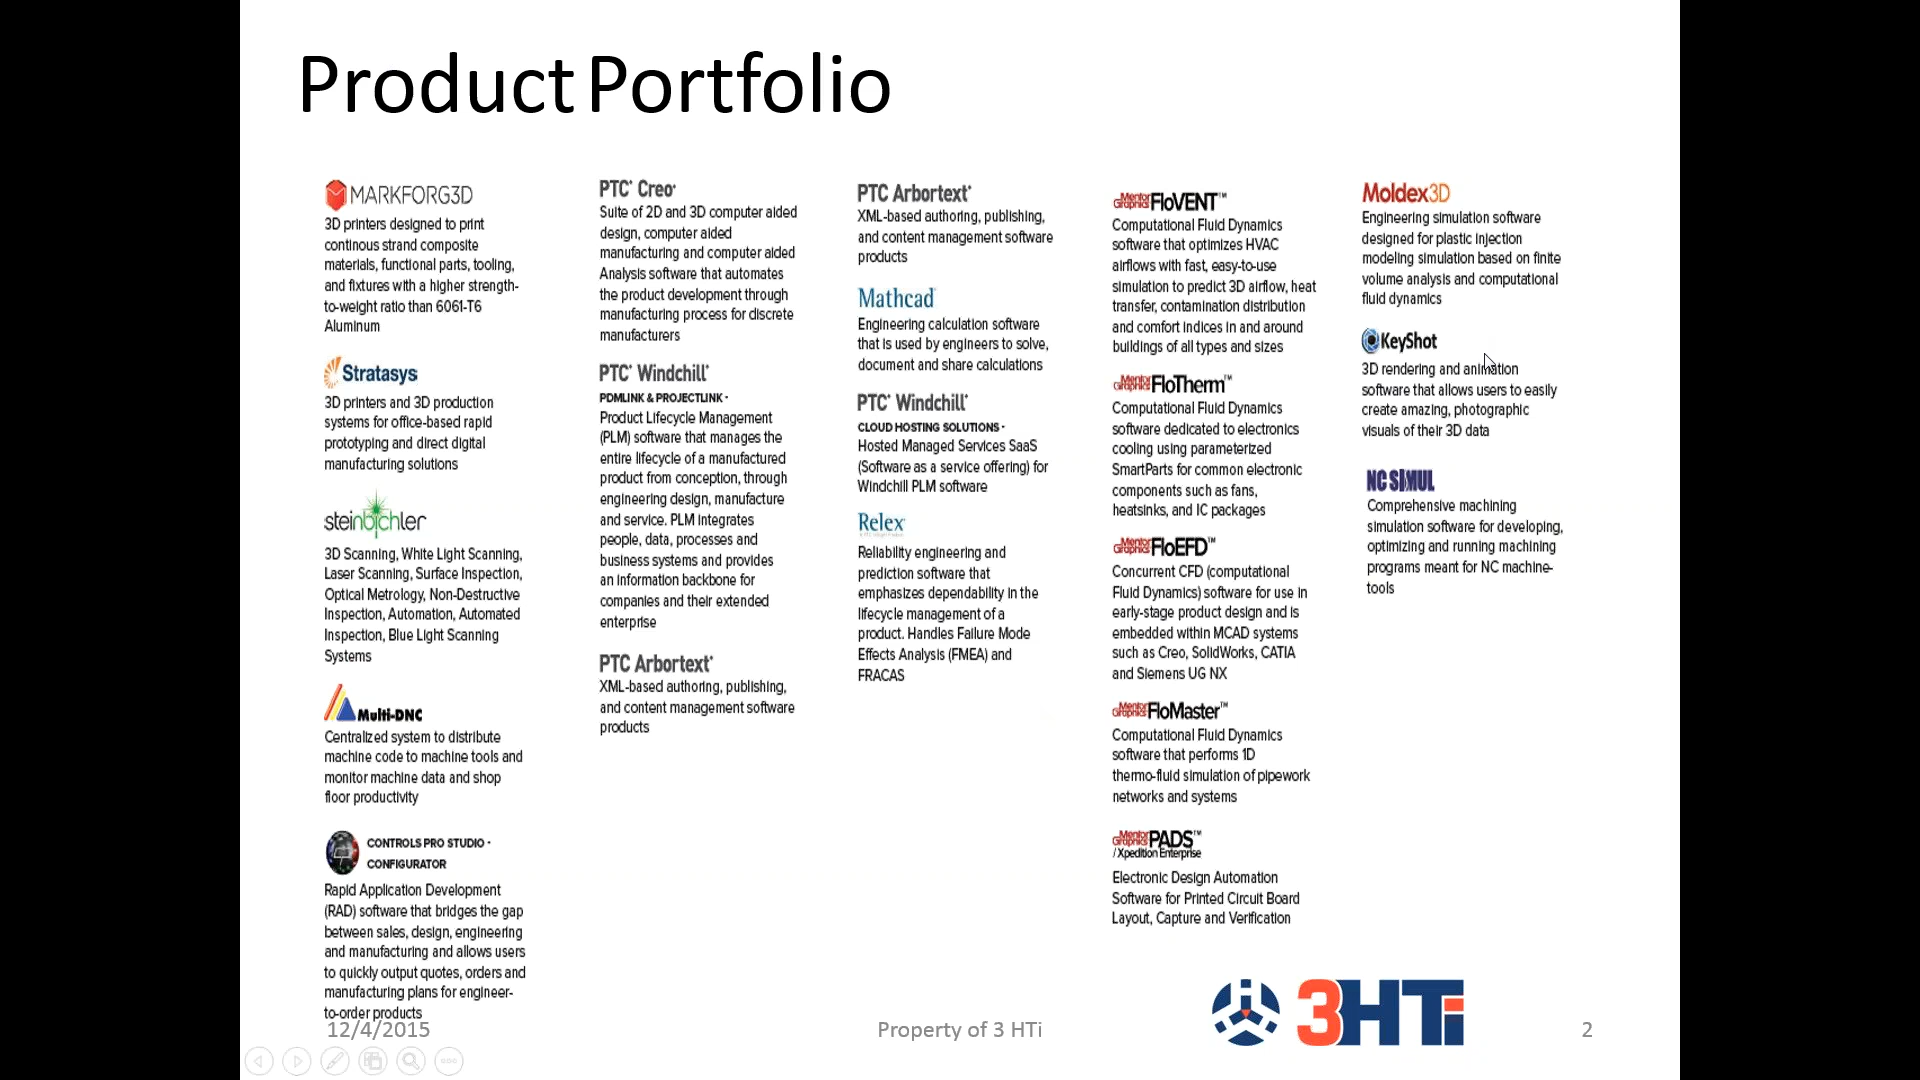 Product Portfolio
MARKFORG3D
3D printers designed to print
continous strand composite
materials, functional parts, tooling,
and fixtures with a higher strength-
to-weight ratio than 6061-T6
Aluminum
Stratasys
3D printers and 3D production
systems for office-based rapid
prototyping and direct digital
manufacturing solutions
steinbichler
3D Scanning, White Light Scanning,
Laser Scanning, Surface Inspection,
Optical Metrology, Non-Destructive
Inspection, Automation, Automated
Inspection, Blue Light Scanning
Systems
Multi-DNC
Centralized system to distribute
machine code to machine tools and
monitor machine data and shop
floor productivity
CONTROLS PRO STUDIO -
CONFIGURATOR
Rapid Application Development
(RAD) software that bridges the gap
between sales, design, engineering
and manufacturing and allows users
to quickly output quotes, orders and
manufacturing plans for engineer-
to-order products
PTC Creo
Suite of 2D and 3D computer aided
design, computer aided
manufacturing and computer aided
Analysis software that automates
the product development through
manufacturing process for discrete
manufacturers
PTC Windchill
PDMLINK & PROJECTLINK -
Product Lifecycle Management
(PLM) software that manages the
entire lifecycle of a manufactured
product from conception, through
engineering design, manufacture
and service. PLM integrates
people, data, processes and
business systems and provides
an information backbone for
companies and their extended
enterprise
PTC Arbortext
XML-based authoring, publishing,
and content management software
products
PTC Arbortext
XML-based authoring, publishing,
and content management software
products
Mathcad
Engineering calculation software
that is used by engineers to solve,
document and share calculations
PTC Windchill
CLOUD HOSTING SOLUTIONS -
Hosted Managed Services SaaS
(Software as a service offering) for
Windchill PLM software
Relex
Reliability engineering and
prediction software that
emphasizes dependability in the
lifecycle management of a
product. Handles Failure Mode
Effects Analysis (FMEA) and
FRACAS
Mentor Graphics FloVENT™
Computational Fluid Dynamics
software that optimizes HVAC
airflows with fast, easy-to-use
simulation to predict 3D airflow, heat
transfer, contamination distribution
and comfort indices in and around
buildings of all types and sizes
Mentor Graphics FloTherm™
Computational Fluid Dynamics
software dedicated to electronics
cooling using parameterized
SmartParts for common electronic
components such as fans,
heatsinks, and IC packages
Mentor Graphics FloEFD™
Concurrent CFD (computational
Fluid Dynamics) software for use in
early-stage product design and is
embedded within MCAD systems
such as Creo, SolidWorks, CATIA
and Siemens UG NX
Mentor Graphics FloMaster™
Computational Fluid Dynamics
software that performs 1D
thermo-fluid simulation of pipework
networks and systems
Mentor Graphics PADS™
/ Xpedition Enterprise
Electronic Design Automation
Software for Printed Circuit Board
Layout, Capture and Verification
Moldex3D
Engineering simulation software
designed for plastic injection
modeling simulation based on finite
volume analysis and computational
fluid dynamics
KeyShot
3D rendering and animation
software that allows users to easily
create amazing, photographic
visuals of their 3D data
NC SIMUL
Comprehensive machining
simulation software for developing,
optimizing and running machining
programs meant for NC machine-
tools
3HTi
12/4/2015
Property of 3 HTi
2